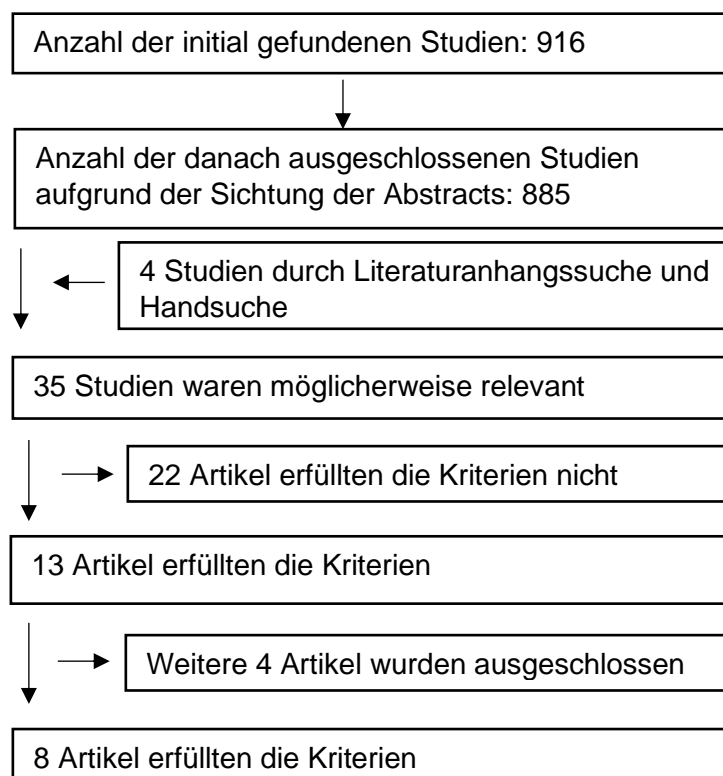 Anzahl der initial gefundenen Studien: 916
Anzahl der danach ausgeschlossenen Studien
aufgrund der Sichtung der Abstracts: 885
4 Studien durch Literaturanhangssuche und
Handsuche
35 Studien waren möglicherweise relevant
22 Artikel erfüllten die Kriterien nicht
13 Artikel erfüllten die Kriterien
Weitere 4 Artikel wurden ausgeschlossen
8 Artikel erfüllten die Kriterien